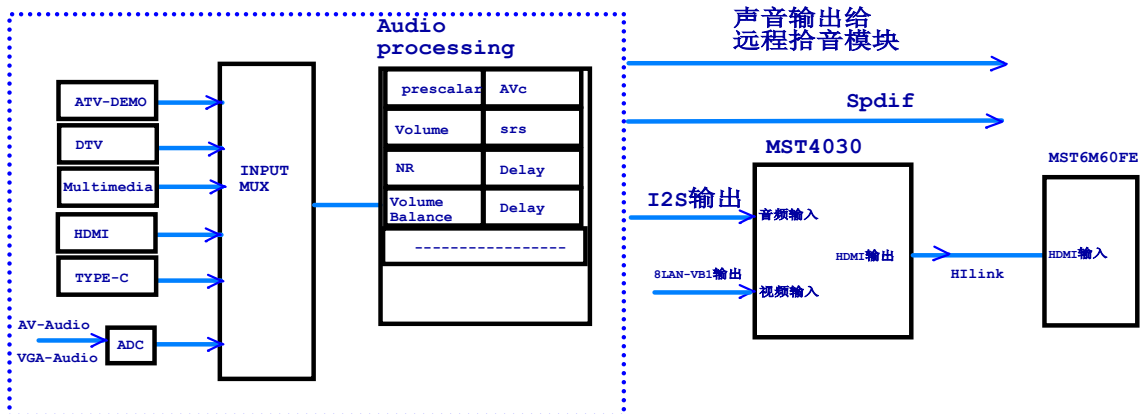 Audio
processing
声音输出给
远程拾音模块
ATV-DEMO
DTV
Multimedia
HDMI
TYPE-C
AV-Audio
VGA-Audio
ADC
INPUT
MUX
prescalar AVc
Volume srs
NR Delay
Volume
Balance Delay
-----------------
Spdif
MST4030
I2S输出
音频输入
8LAN-VB1输出
视频输入
HDMI输出
HIlink
MST6M60FE
HDMI输入